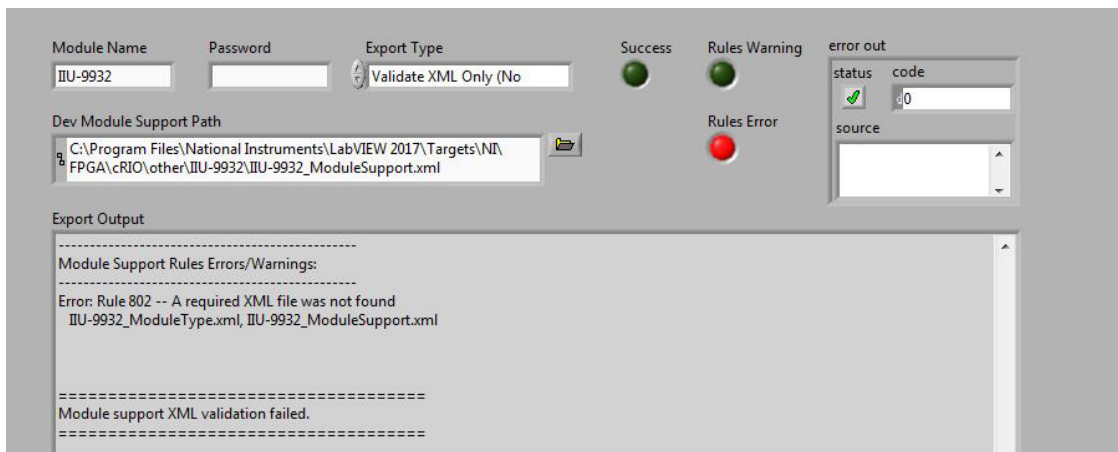 Module Name Password Export Type Success Rules Warning error out
IIU-9932 Validate XML Only (No
status code
0
Dev Module Support Path Rules Error
source
C:\Program Files\National Instruments\LabVIEW 2017\Targets\NI\
FPGA\cRIO\other\IIU-9932\IIU-9932_ModuleSupport.xml
Export Output
------------------------------------------------
Module Support Rules Errors/Warnings:
------------------------------------------------
Error: Rule 802 -- A required XML file was not found
IIU-9932_ModuleType.xml, IIU-9932_ModuleSupport.xml
=====================================
Module support XML validation failed.
=====================================